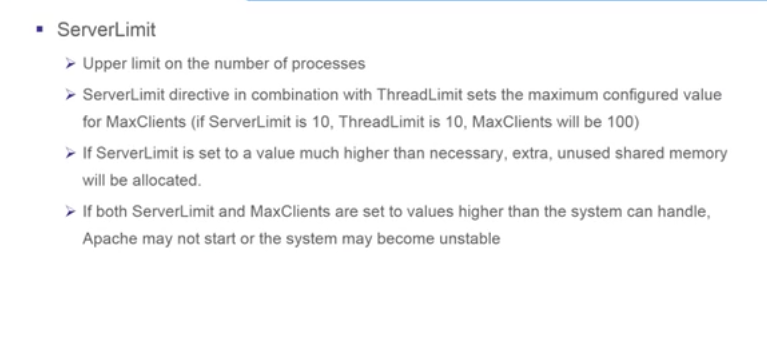 ServerLimit
Upper limit on the number of processes
ServerLimit directive in combination with ThreadLimit sets the maximum configured value
for MaxClients (if ServerLimit is 10, ThreadLimit is 10, MaxClients will be 100)
If ServerLimit is set to a value much higher than necessary, extra, unused shared memory
will be allocated.
If both ServerLimit and MaxClients are set to values higher than the system can handle,
Apache may not start or the system may become unstable